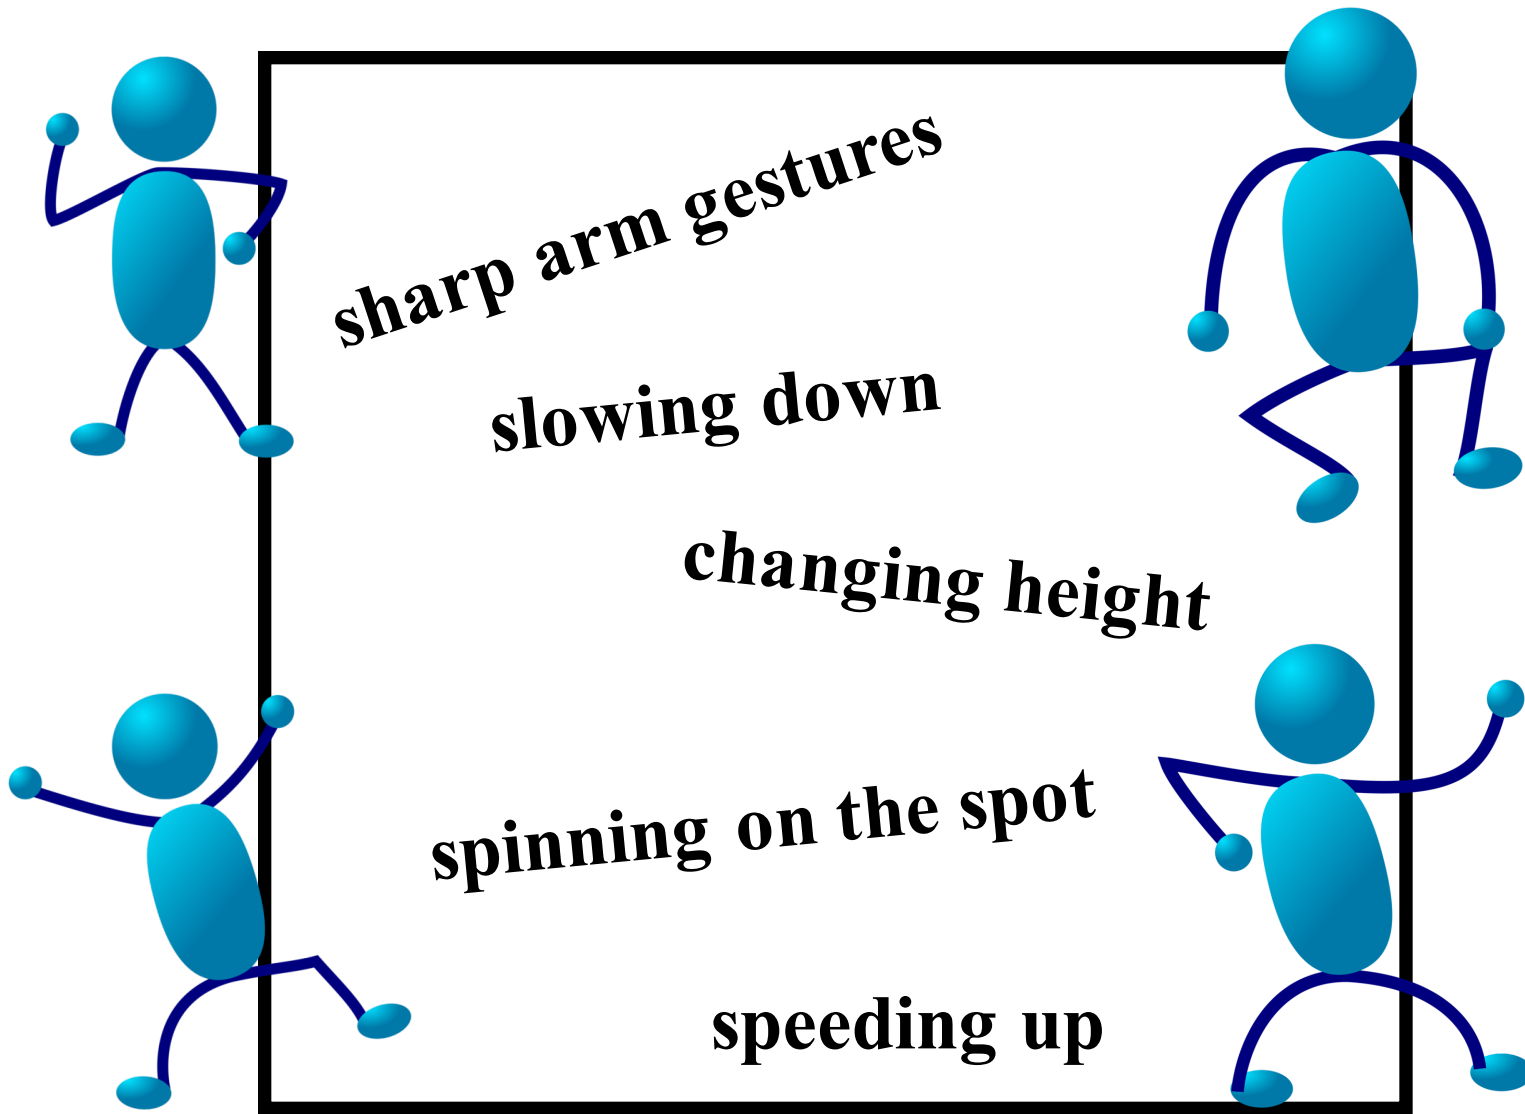 sharp arm gestures
slowing down
changing height
spinning on the spot
speeding up